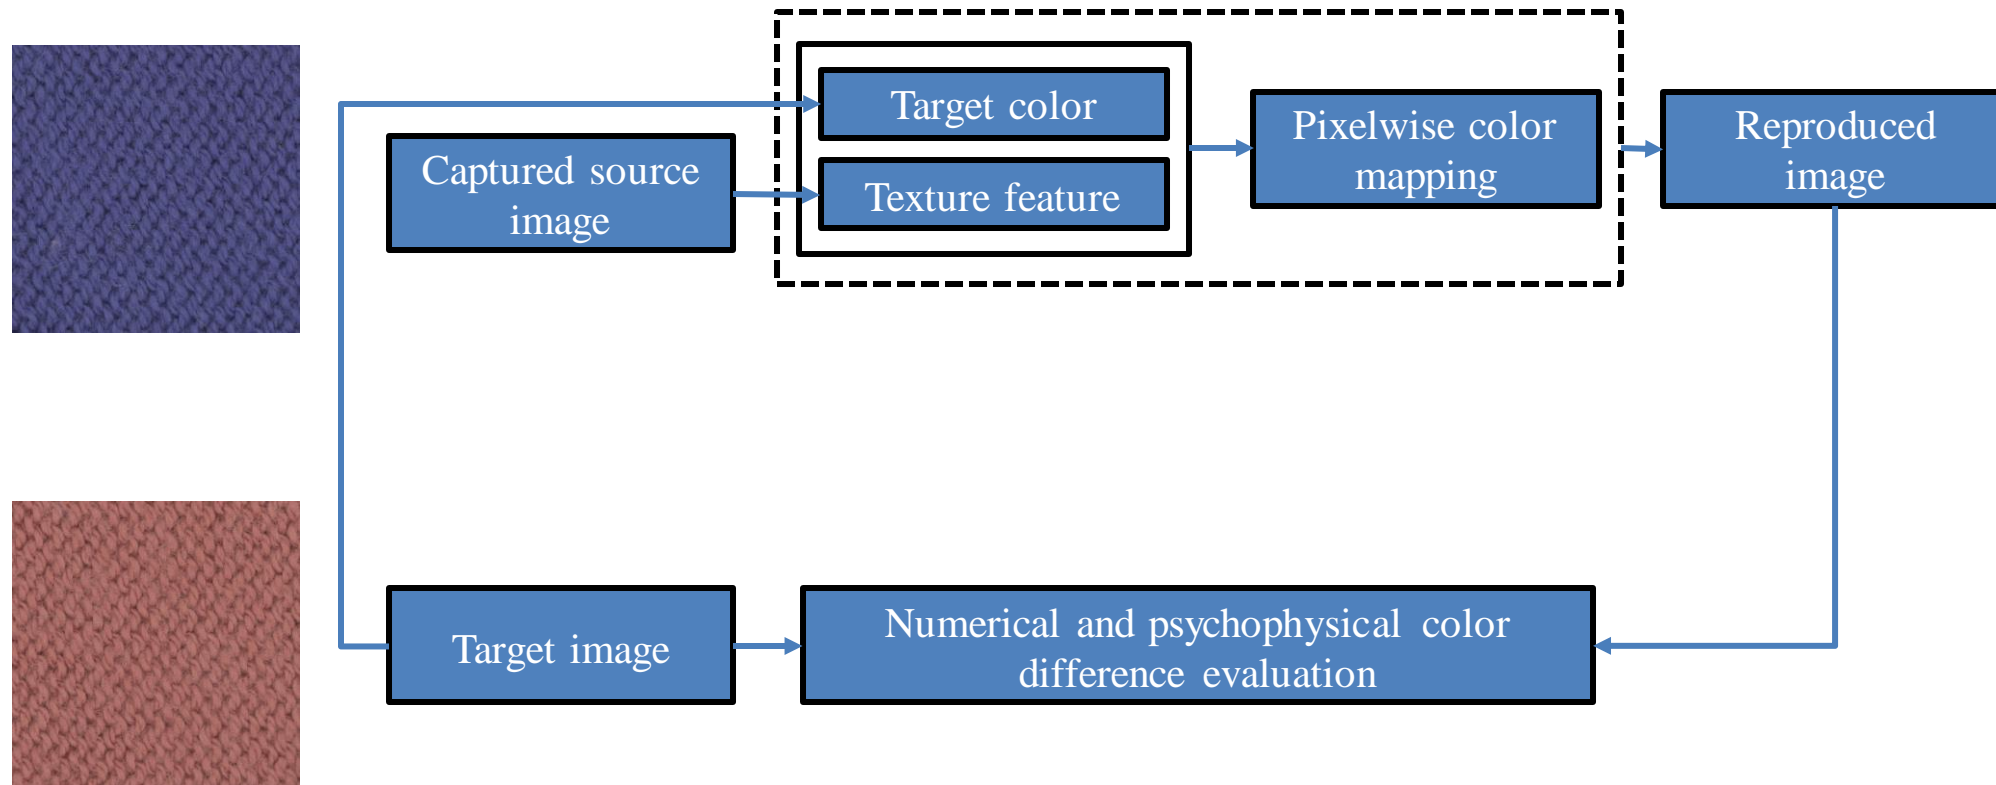 Target color
Captured source
image
Texture feature
Pixelwise color
mapping
Reproduced
image
Target image
Numerical and psychophysical color
difference evaluation